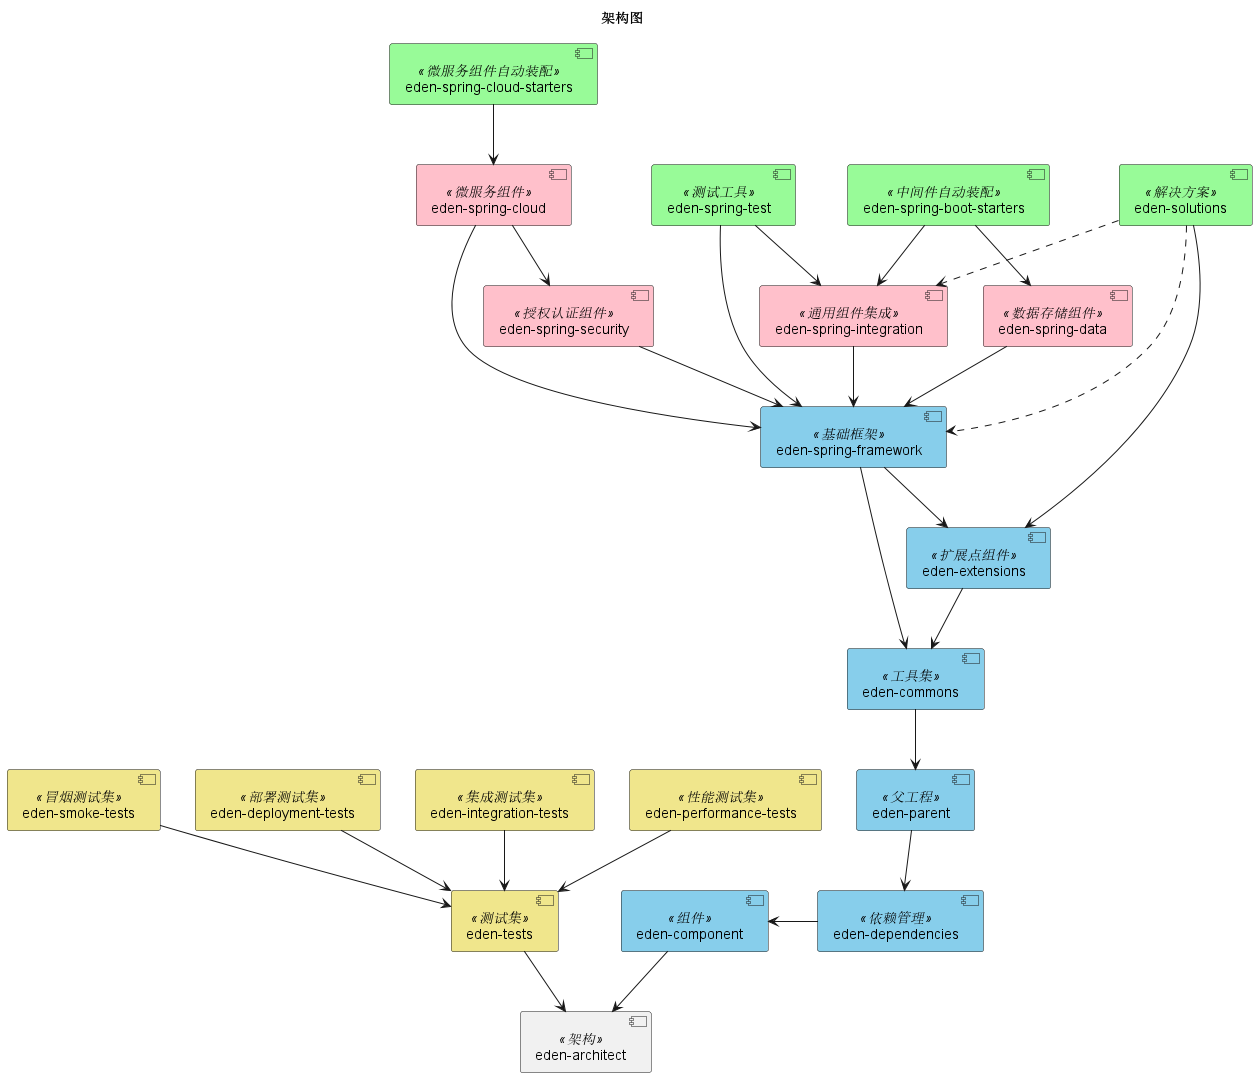 架构图
«微服务组件自动装配»
eden-spring-cloud-starters
«微服务组件»
eden-spring-cloud
«测试工具»
eden-spring-test
«中间件自动装配»
eden-spring-boot-starters
«解决方案»
eden-solutions
«授权认证组件»
eden-spring-security
«通用组件集成»
eden-spring-integration
«数据存储组件»
eden-spring-data
«基础框架»
eden-spring-framework
«扩展点组件»
eden-extensions
«工具集»
eden-commons
«冒烟测试集»
eden-smoke-tests
«部署测试集»
eden-deployment-tests
«集成测试集»
eden-integration-tests
«性能测试集»
eden-performance-tests
«父工程»
eden-parent
«测试集»
eden-tests
«组件»
eden-component
«依赖管理»
eden-dependencies
«架构»
eden-architect